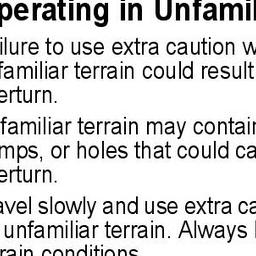 perating in Unfamil
ilure to use extra caution w
familiar terrain could result
erturn.
familiar terrain may contain
mps, or holes that could ca
erturn.
avel slowly and use extra ca
unfamiliar terrain. Always
rain conditions.